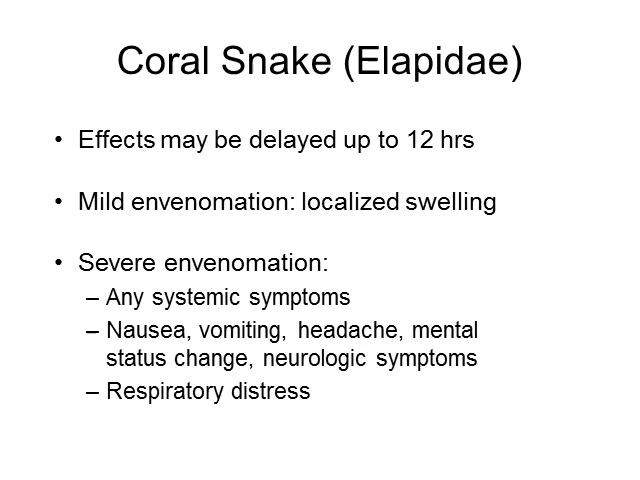 Coral Snake (Elapidae)
• Effects may be delayed up to 12 hrs
• Mild envenomation: localized swelling
• Severe envenomation:
– Any systemic symptoms
– Nausea, vomiting, headache, mental
status change, neurologic symptoms
– Respiratory distress